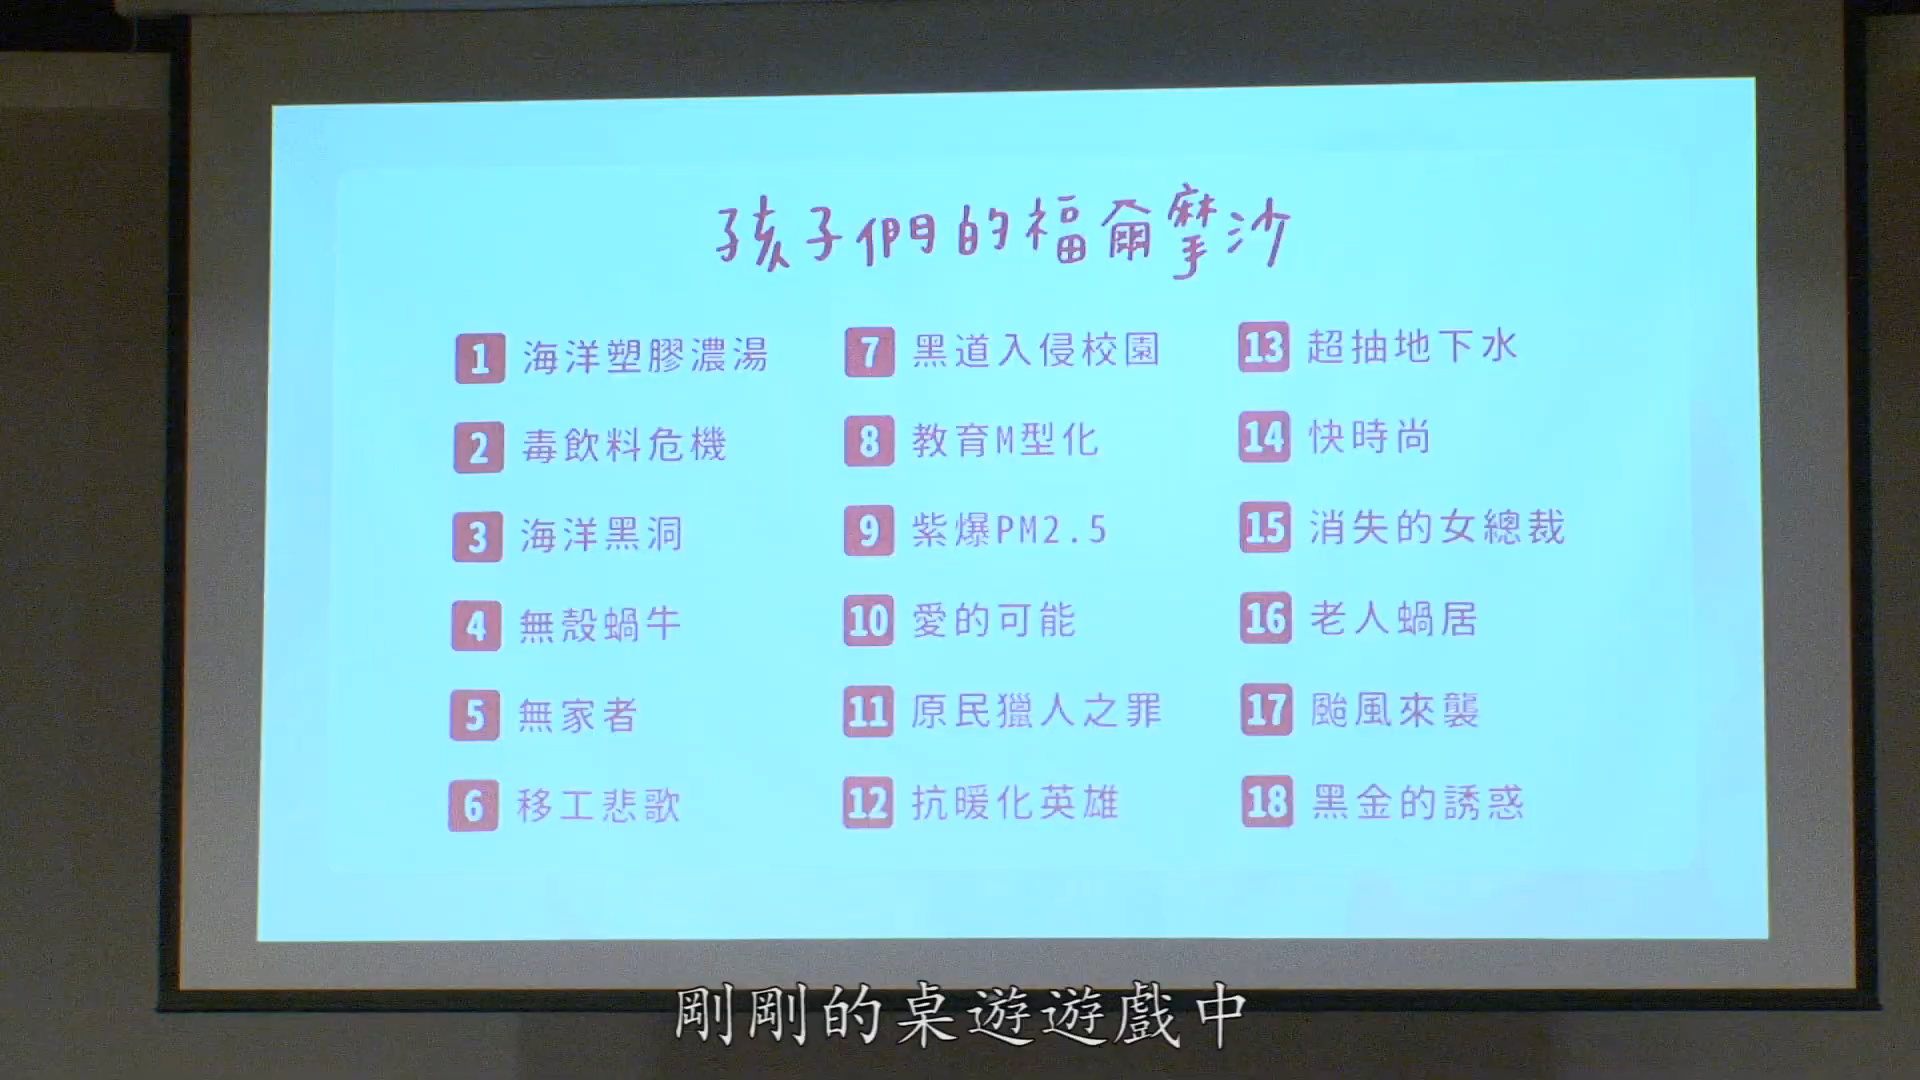 孩子們的福爾摩沙
1 海洋塑膠濃湯
2 毒飲料危機
3 海洋黑洞
4 無殼蝸牛
5 無家者
6 移工悲歌
7 黑道入侵校園
8 教育M型化
9 紫爆PM2.5
10 愛的可能
11 原民獵人之罪
12 抗暖化英雄
13 超抽地下水
14 快時尚
15 消失的女總裁
16 老人蝸居
17 颱風來襲
18 黑金的誘惑
剛剛的桌遊遊戲中